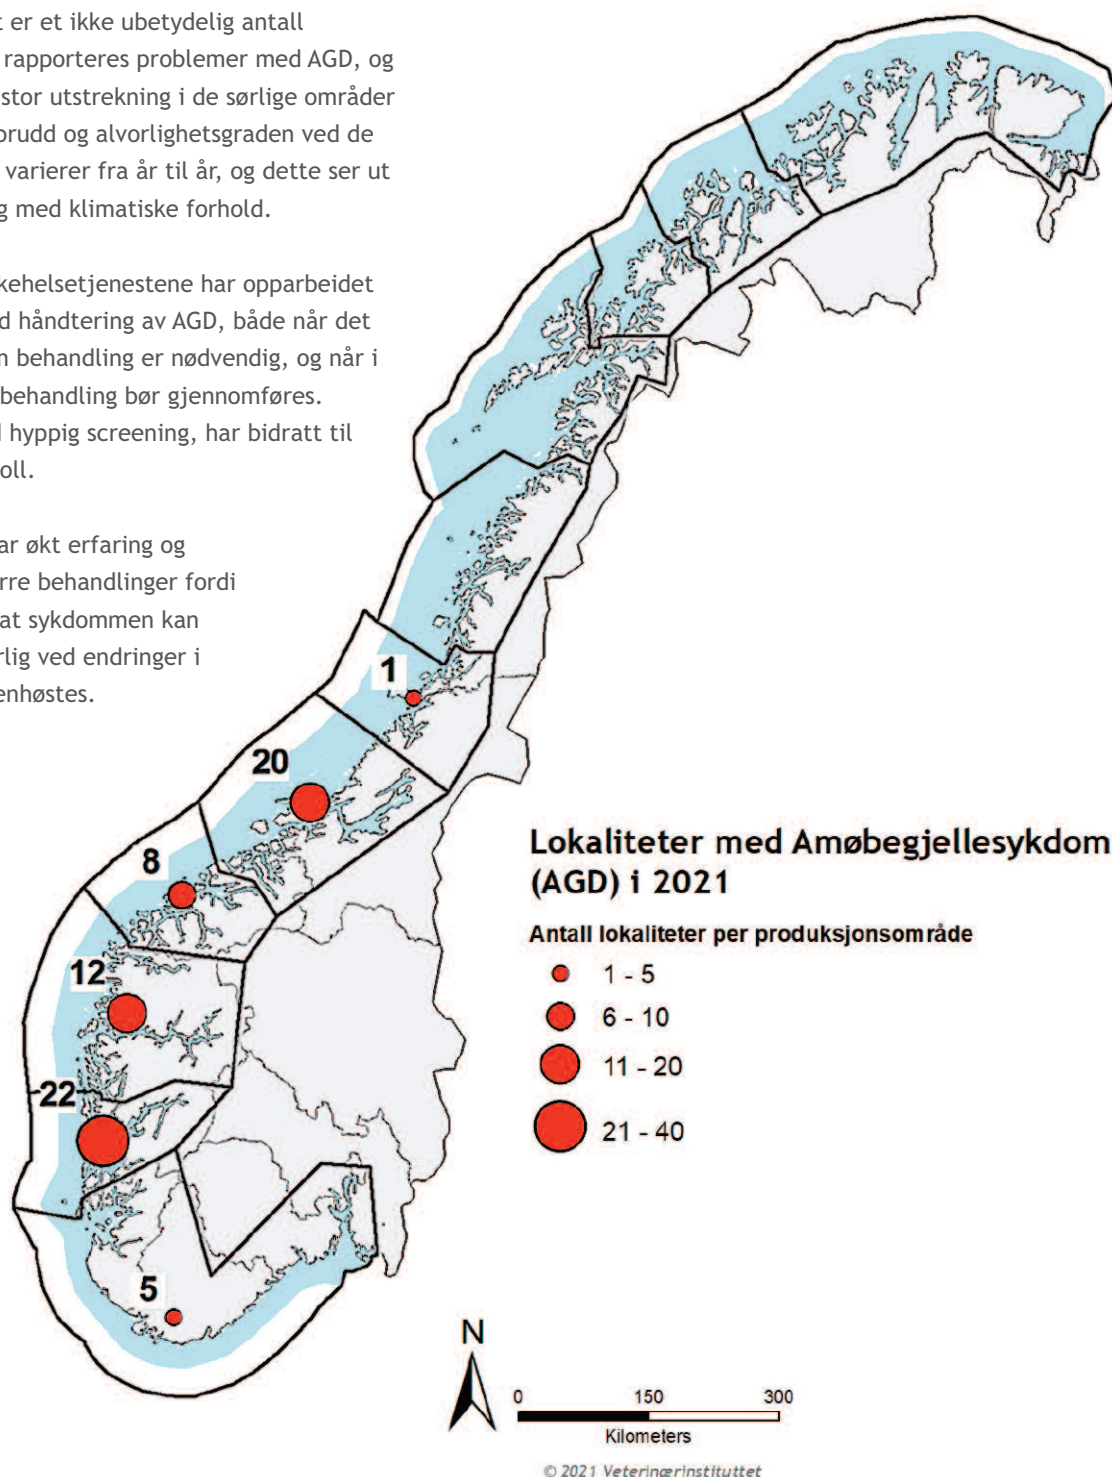 t er et ikke ubetydelig antall
rapporteres problemer med AGD, og
stor utstrekning i de sørlige områder
brudd og alvorlighetsgraden ved de
varierer fra år til år, og dette ser ut
g med klimatiske forhold.
kehelsetjenestene har opparbeidet
d håndtering av AGD, både når det
m behandling er nødvendig, og når i
behandling bør gjennomføres.
d hyppig screening, har bidratt til
oll.
ar økt erfaring og
rre behandlinger fordi
at sykdommen kan
rlig ved endringer i
enhøstes.
1
20
8
12
22
5
Lokaliteter med Amøbegjellesykdom
(AGD) i 2021
Antall lokaliteter per produksjonsområde
1 - 5
6 - 10
11 - 20
21 - 40
N
0 150 300
Kilometers
© 2021 Veterinærinstituttet